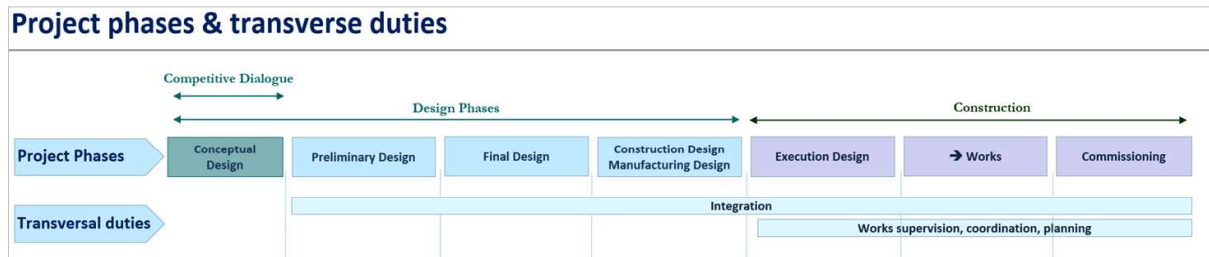 Project phases & transverse duties
Competitive Dialogue
Design Phases
Construction
Project Phases
Conceptual
Design
Preliminary Design
Final Design
Construction Design
Manufacturing Design
Execution Design
➔ Works
Commissioning
Integration
Transversal duties
Works supervision, coordination, planning